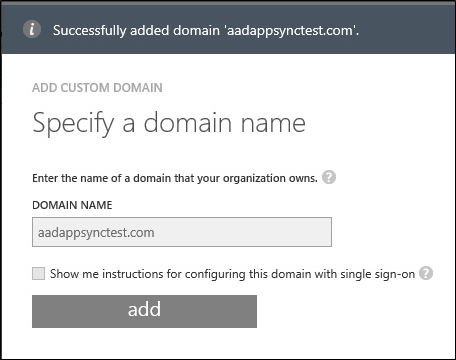 Successfully added domain 'aadappsynctest.com'.
ADD CUSTOM DOMAIN
Specify a domain name
Enter the name of a domain that your organization owns.
DOMAIN NAME
aadappsynctest.com
Show me instructions for configuring this domain with single sign-on
add